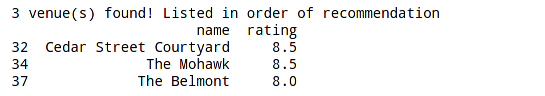 3 venue(s) found! Listed in order of recommendation
name rating
32 Cedar Street Courtyard 8.5
34 The Mohawk 8.5
37 The Belmont 8.0